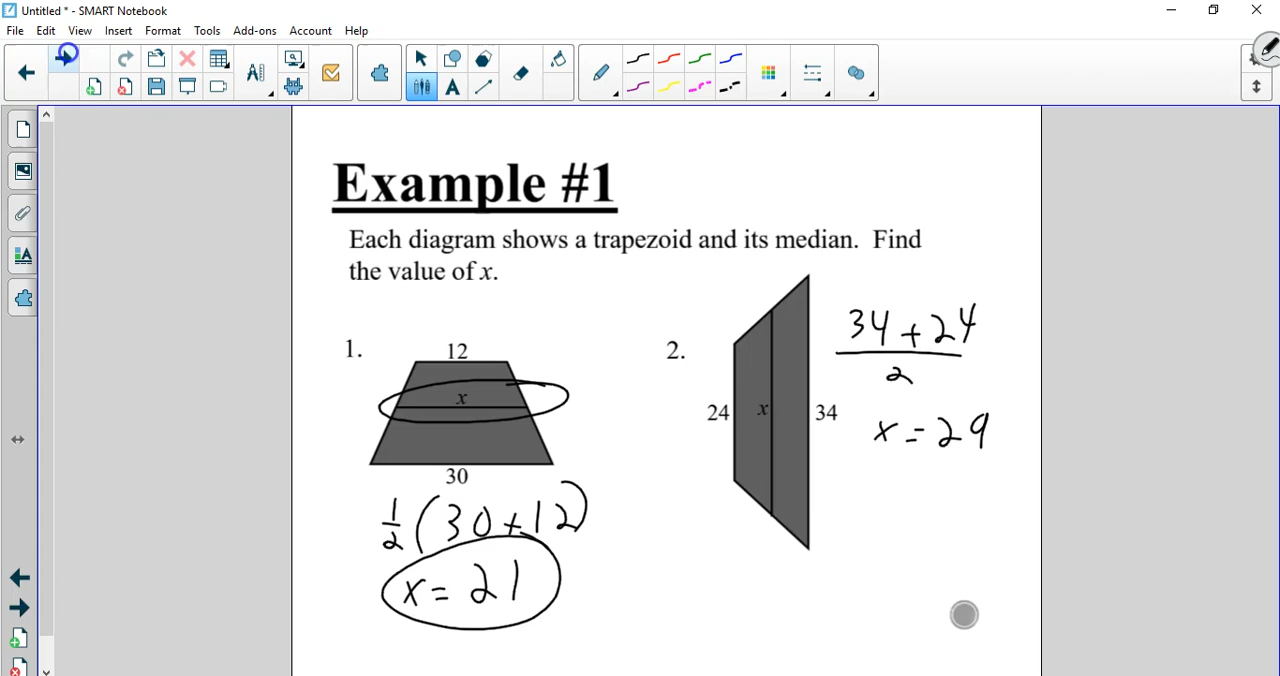 Untitled * - SMART Notebook
File Edit View Insert Format Tools Add-ons Account Help
Example #1
Each diagram shows a trapezoid and its median. Find
the value of x.
1.
12
x
30
1/2 (30+12)
x = 21
2.
24
x
34
34 + 24
2
x = 29